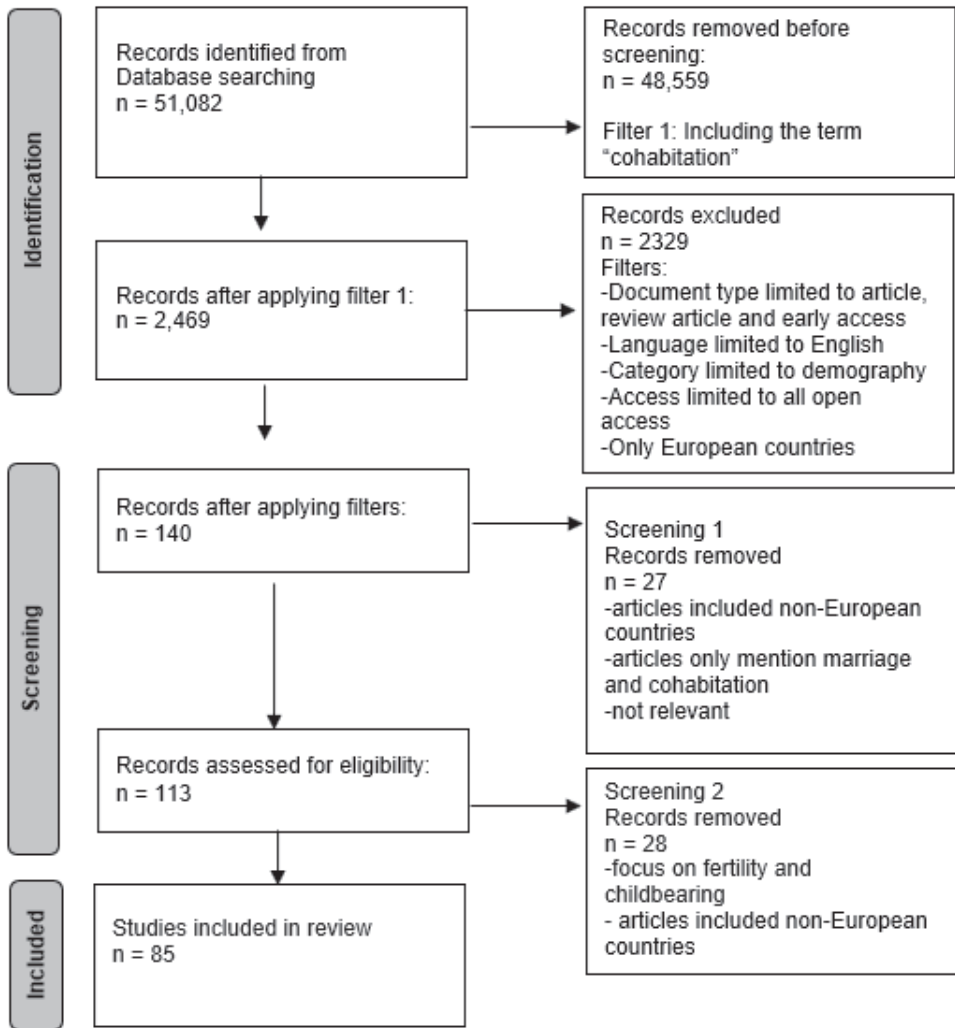 Identification
Records identified from
Database searching
n = 51,082
Records removed before
screening:
n = 48,559
Filter 1: Including the term
“cohabitation”
Records after applying filter 1:
n = 2,469
Records excluded
n = 2329
Filters:
-Document type limited to article,
review article and early access
-Language limited to English
-Category limited to demography
-Access limited to all open
access
-Only European countries
Screening
Records after applying filters:
n = 140
Screening 1
Records removed
n = 27
-articles included non-European
countries
-articles only mention marriage
and cohabitation
-not relevant
Records assessed for eligibility:
n = 113
Screening 2
Records removed
n = 28
-focus on fertility and
childbearing
- articles included non-European
countries
Included
Studies included in review
n = 85